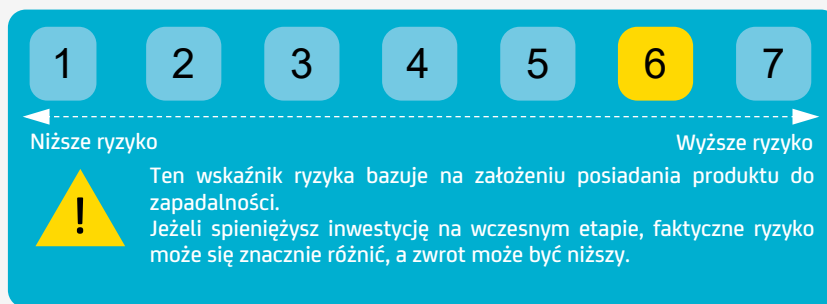 1 2 3 4 5 6 7
Niższe ryzyko Wyższe ryzyko
Ten wskaźnik ryzyka bazuje na założeniu posiadania produktu do
zapadalności.
!
Jeżeli spieniężysz inwestycję na wczesnym etapie, faktyczne ryzyko
może się znacznie różnić, a zwrot może być niższy.